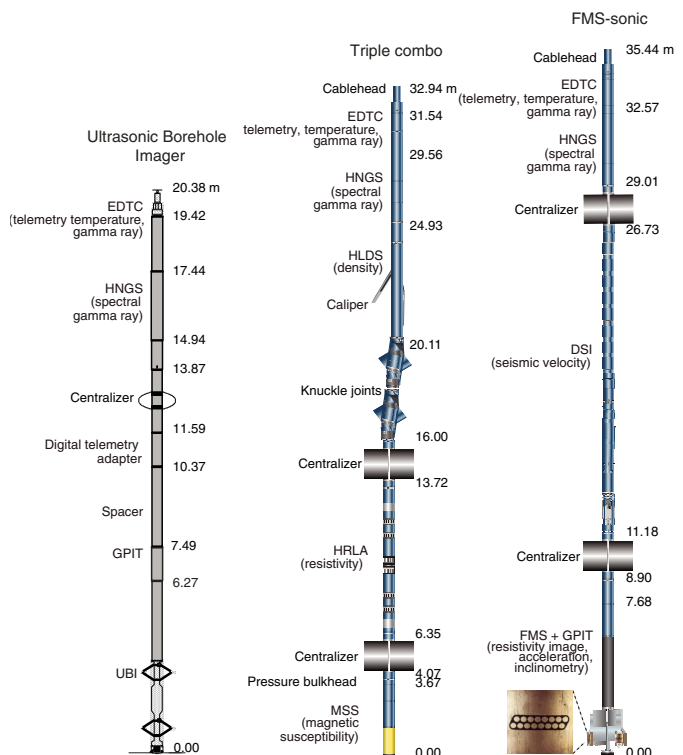 Ultrasonic Borehole
Imager
20.38 m
EDTC
(telemetry temperature,
gamma ray)
19.42
17.44
HNGS
(spectral
gamma ray)
14.94
13.87
Centralizer
11.59
Digital telemetry
adapter
10.37
Spacer
7.49
GPIT
6.27
UBI
0.00
Triple combo
Cablehead
32.94 m
EDTC
telemetry, temperature,
gamma ray)
31.54
29.56
HNGS
(spectral
gamma ray)
24.93
HLDS
(density)
Caliper
20.11
Knuckle joints
16.00
Centralizer
13.72
HRLA
(resistivity)
6.35
Centralizer
4.07
Pressure bulkhead
3.67
MSS
(magnetic
susceptibility)
0.00
FMS-sonic
35.44 m
Cablehead
EDTC
(telemetry, temperature,
gamma ray)
32.57
HNGS
(spectral
gamma ray)
29.01
Centralizer
26.73
DSI
(seismic velocity)
11.18
Centralizer
8.90
7.68
FMS + GPIT
(resistivity image,
acceleration,
inclinometry)
0.00